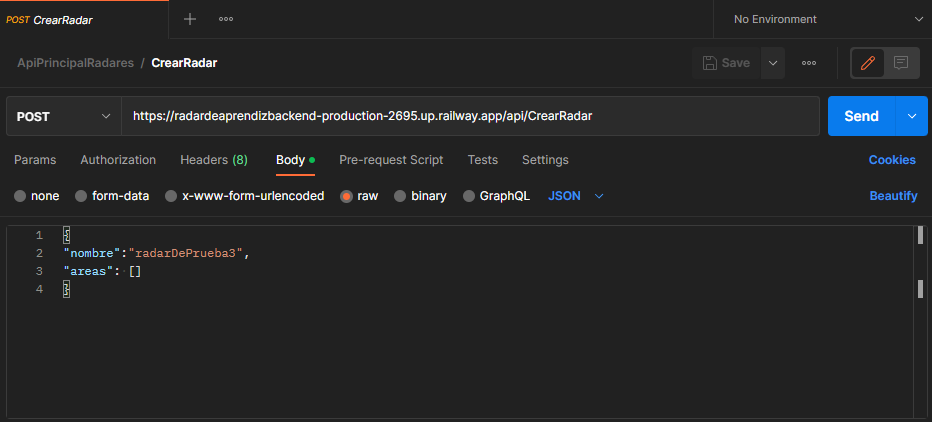 POST CrearRadar
No Environment
ApiPrincipalRadares / CrearRadar
Save
POST
https://radardeaprendizbackend-production-2695.up.railway.app/api/CrearRadar
Send
Params Authorization Headers (8) Body Pre-request Script Tests Settings Cookies
none form-data x-www-form-urlencoded raw binary GraphQL JSON Beautify
1 {
2 "nombre":"radarDePrueba3",
3 "areas": []
4 }